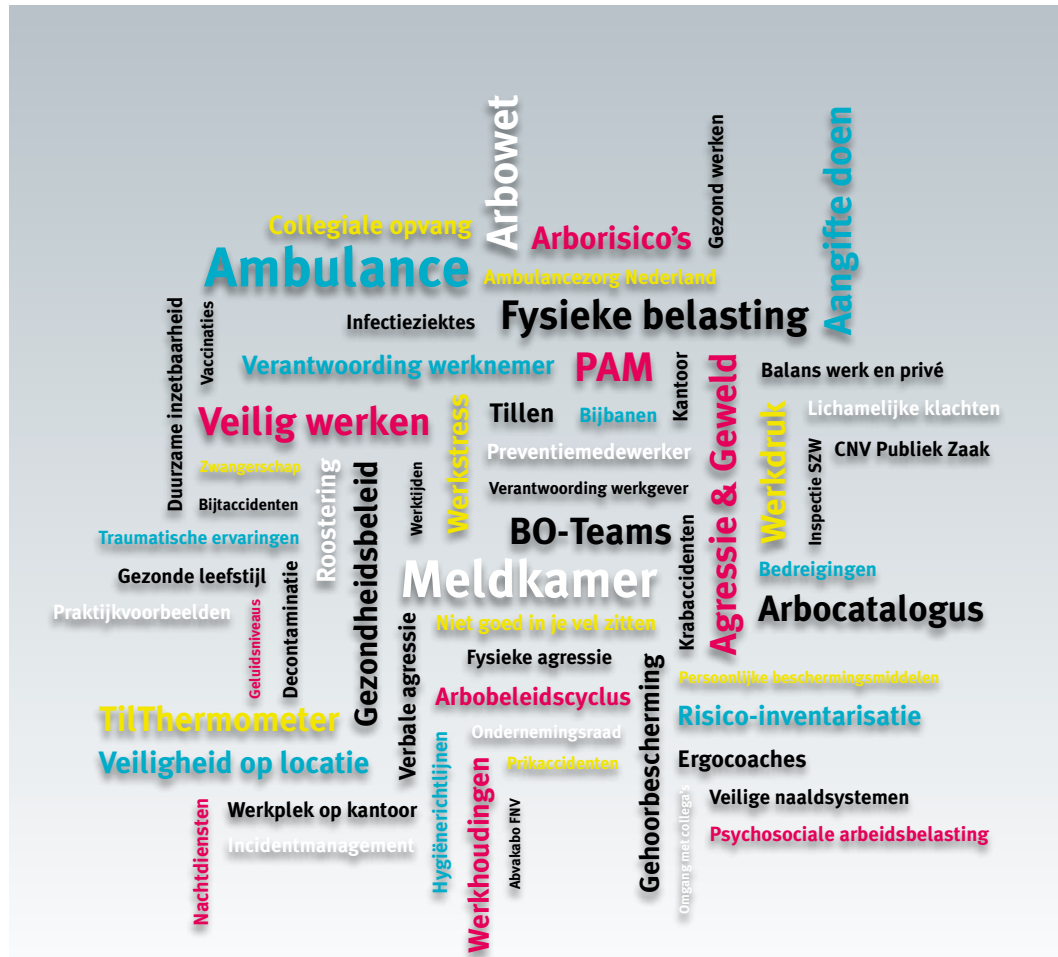 Arbowet
Gezond werken
Aangifte doen
Collegiale opvang
Arborisico's
Ambulance
Ambulancezorg Nederland
Duurzame inzetbaarheid
Vaccinaties
Infectieziektes
Fysieke belasting
Verantwoording werknemer
PAM
Kantoor
Agressie & Geweld
Balans werk en privé
Veilig werken
Werkstress
Tillen
Bijbanen
Werkdruk
Lichamelijke klachten
Zwangerschap
Roostering
Gezondheidsbeleid
Werktijden
Preventiemedewerker
Inspectie SZW
CNV Publiek Zaak
Bijtaccidenten
Verantwoording werkgever
Traumatische ervaringen
BO-Teams
Krabaccidenten
Gezonde leefstijl
Decontaminatie
Meldkamer
Bedreigingen
Praktijkvoorbeelden
Geluidsniveaus
Verbale agressie
Niet goed in je vel zitten
Arbocatalogus
Fysieke agressie
Gehoorbescherming
Persoonlijke beschermingsmiddelen
TilThermometer
Arbobeleidscyclus
Risico-inventarisatie
Veiligheid op locatie
Hygiënerichtlijnen
Ondernemingsraad
Werkhoudingen
Prikaccidenten
Ergocoaches
Nachtdiensten
Werkplek op kantoor
Abvakabo FNV
Omgang met collega's
Veilige naaldsystemen
Incidentmanagement
Psychosociale arbeidsbelasting